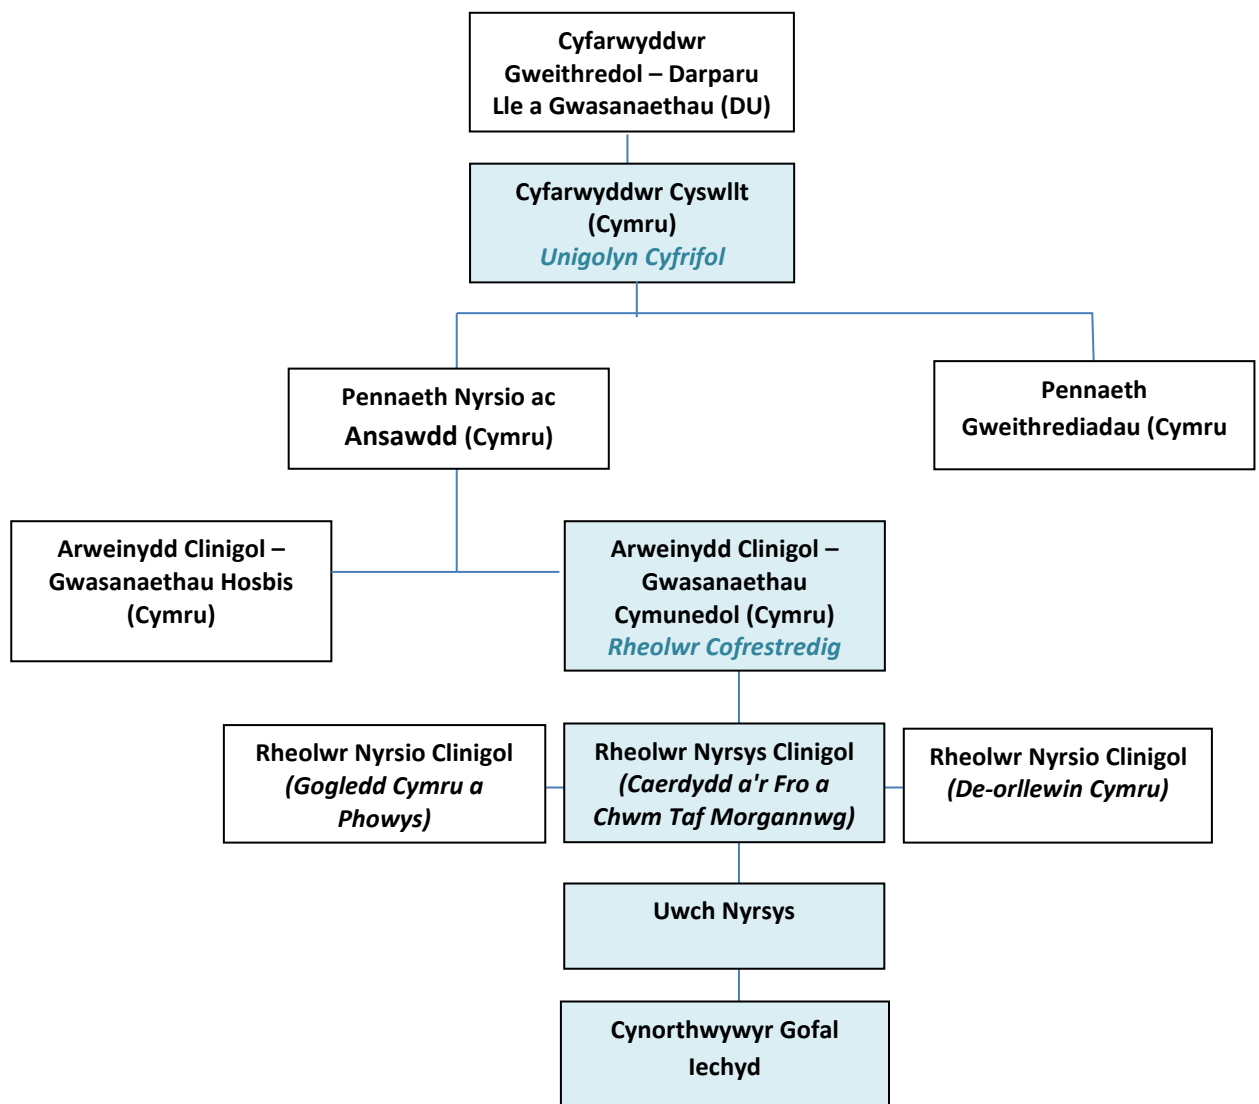 Cyfarwyddwr
Gweithredol – Darparu
Lle a Gwasanaethau (DU)
Cyfarwyddwr Cyswllt
(Cymru)
Unigolyn Cyfrifol
Pennaeth Nyrsio ac
Ansawdd (Cymru)
Pennaeth
Gweithrediadau (Cymru
Arweinydd Clinigol –
Gwasanaethau Hosbis
(Cymru)
Arweinydd Clinigol –
Gwasanaethau
Cymunedol (Cymru)
Rheolwr Cofrestredig
Rheolwr Nyrsio Clinigol
(Gogledd Cymru a
Phowys)
Rheolwr Nyrsys Clinigol
(Caerdydd a'r Fro a
Chwm Taf Morgannwg)
Rheolwr Nyrsio Clinigol
(De-orllewin Cymru)
Uwch Nyrsys
Cynorthwywyr Gofal
Iechyd